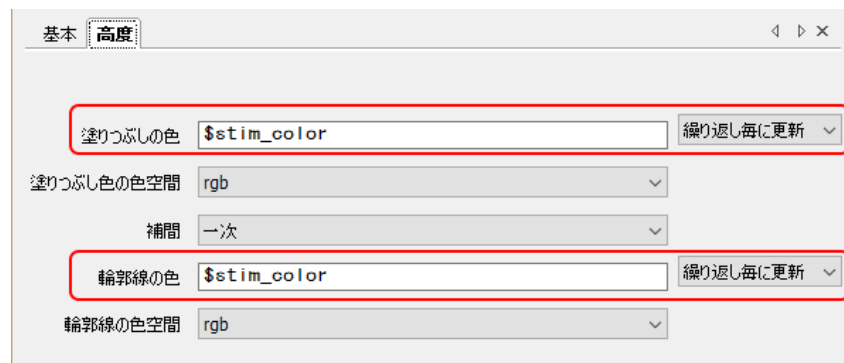 基本 高度
塗りつぶしの色 $stim_color 繰り返し毎に更新
塗りつぶし色の色空間 rgb
補間 一次
輪郭線の色 $stim_color 繰り返し毎に更新
輪郭線の色空間 rgb